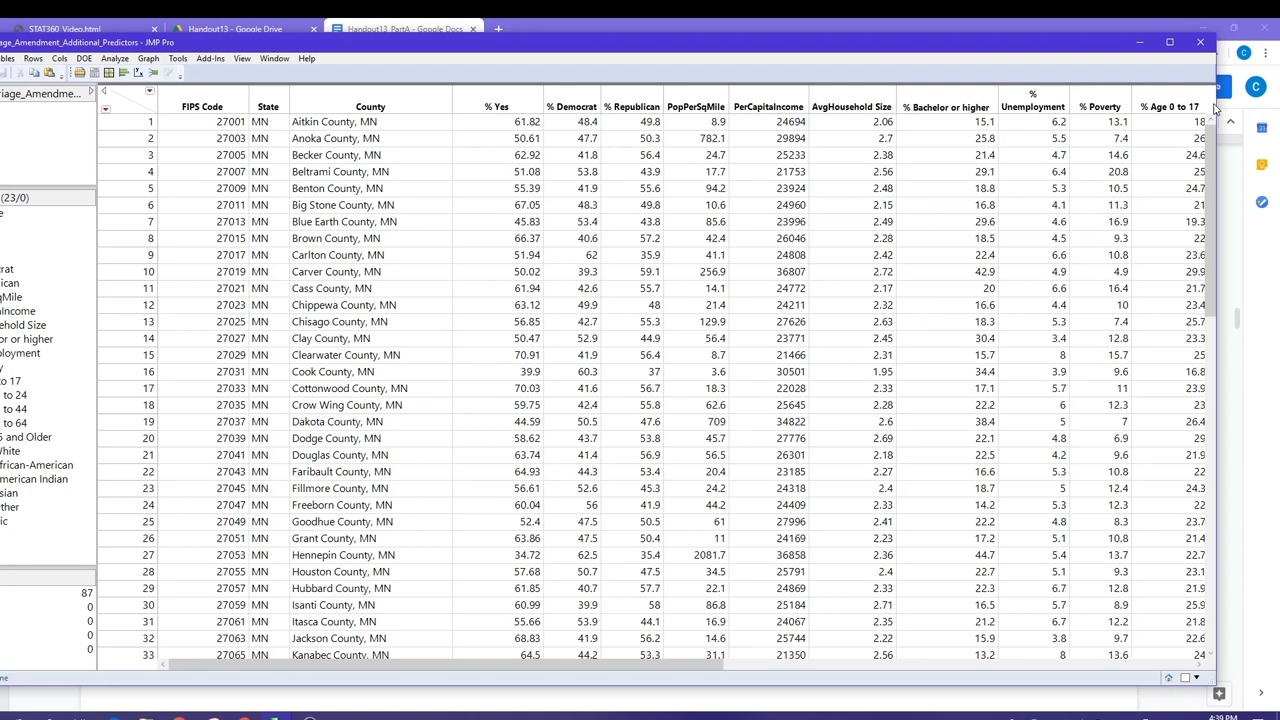 STAT360 Video.html × Handout13 - Google Drive × Handout13_PartA - Google Docs × +
iage_Amendment_Additional_Predictors - JMP Pro
bles Rows Cols DOE Analyze Graph Tools Add-Ins View Window Help
riage_Amendme...
FIPS Code State County % Yes % Democrat % Republican PopPerSqMile PerCapitaIncome AvgHousehold Size % Bachelor or higher % Unemployment % Poverty % Age 0 to 17
1 27001 MN Aitkin County, MN 61.82 48.4 49.8 8.9 24694 2.06 15.1 6.2 13.1 18
2 27003 MN Anoka County, MN 50.61 47.7 50.3 782.1 29894 2.7 25.8 5.5 7.4 26
3 27005 MN Becker County, MN 62.92 41.8 56.4 24.7 25233 2.38 21.4 4.7 14.6 24.6
4 27007 MN Beltrami County, MN 51.08 53.8 43.9 17.7 21753 2.56 29.1 6.4 20.8 25
5 27009 MN Benton County, MN 55.39 41.9 55.6 94.2 23924 2.48 18.8 5.3 10.5 24.7
6 27011 MN Big Stone County, MN 67.05 48.3 49.8 10.6 24960 2.15 16.8 4.1 11.3 21
7 27013 MN Blue Earth County, MN 45.83 53.4 43.8 85.6 23996 2.49 29.6 4.6 16.9 19.3
8 27015 MN Brown County, MN 66.37 40.6 57.2 42.4 26046 2.28 18.5 4.5 9.3 22
9 27017 MN Carlton County, MN 51.94 62 35.9 41.1 24808 2.42 22.4 6.6 10.8 23.6
10 27019 MN Carver County, MN 50.02 39.3 59.1 256.9 36807 2.72 42.9 4.9 4.9 29.9
11 27021 MN Cass County, MN 61.94 42.6 55.7 14.1 24772 2.17 20 6.6 16.4 21.7
12 27023 MN Chippewa County, MN 63.12 49.9 48 21.4 24211 2.32 16.6 4.4 10 23.4
13 27025 MN Chisago County, MN 56.85 42.7 55.3 129.9 27626 2.63 18.3 5.3 7.4 25.7
14 27027 MN Clay County, MN 50.47 52.9 44.9 56.4 23771 2.45 30.4 3.4 12.8 23.3
15 27029 MN Clearwater County, MN 70.91 41.9 56.4 8.7 21466 2.31 15.7 8 15.7 25
16 27031 MN Cook County, MN 39.9 60.3 37 3.6 30501 1.95 34.4 3.9 9.6 16.8
17 27033 MN Cottonwood County, MN 70.03 41.6 56.7 18.3 22028 2.33 17.1 5.7 11 23.9
18 27035 MN Crow Wing County, MN 59.75 42.4 55.8 62.6 25645 2.28 22.2 6 12.3 23
19 27037 MN Dakota County, MN 44.59 50.5 47.6 709 34822 2.6 38.4 5 7 26.4
20 27039 MN Dodge County, MN 58.62 43.7 53.8 45.7 27776 2.69 22.1 4.8 6.9 29
21 27041 MN Douglas County, MN 63.74 41.4 56.9 56.5 26301 2.18 22.5 4.2 9.6 21.9
22 27043 MN Faribault County, MN 64.93 44.3 53.4 20.4 23185 2.27 16.6 5.3 10.8 22
23 27045 MN Fillmore County, MN 56.61 52.6 45.3 24.2 24318 2.4 18.7 5 12.4 24.3
24 27047 MN Freeborn County, MN 60.04 56 41.9 44.2 24409 2.33 14.2 5.3 12.3 22
25 27049 MN Goodhue County, MN 52.4 47.5 50.5 61 27996 2.41 22.2 4.8 8.3 23.7
26 27051 MN Grant County, MN 63.86 47.5 50.4 11 24169 2.23 17.2 5.1 10.8 21.4
27 27053 MN Hennepin County, MN 34.72 62.5 35.4 2081.7 36858 2.36 44.7 5.4 13.7 22.7
28 27055 MN Houston County, MN 57.68 50.7 47.5 34.5 25791 2.4 22.7 5.1 9.3 23.1
29 27057 MN Hubbard County, MN 61.85 40.7 57.7 22.1 24869 2.33 22.3 6.7 12.8 21.9
30 27059 MN Isanti County, MN 60.99 39.9 58 86.8 25184 2.71 16.5 5.7 8.9 25.9
31 27061 MN Itasca County, MN 55.66 53.9 44.1 16.9 24067 2.35 21.2 6.7 12.2 21.8
32 27063 MN Jackson County, MN 68.83 41.9 56.2 14.6 25744 2.22 15.9 3.8 9.7 22.6
33 27065 MN Kanabec County, MN 64.5 44.2 53.3 31.1 21350 2.56 13.2 8 13.6 24
(23/0)
e
rat
ican
qMile
aIncome
ehold Size
or or higher
ployment
y
to 17
to 24
to 44
to 64
5 and Older
White
African-American
merican Indian
sian
ther
ic
87
0
0
0
0
ne
C
C
4:39 PM